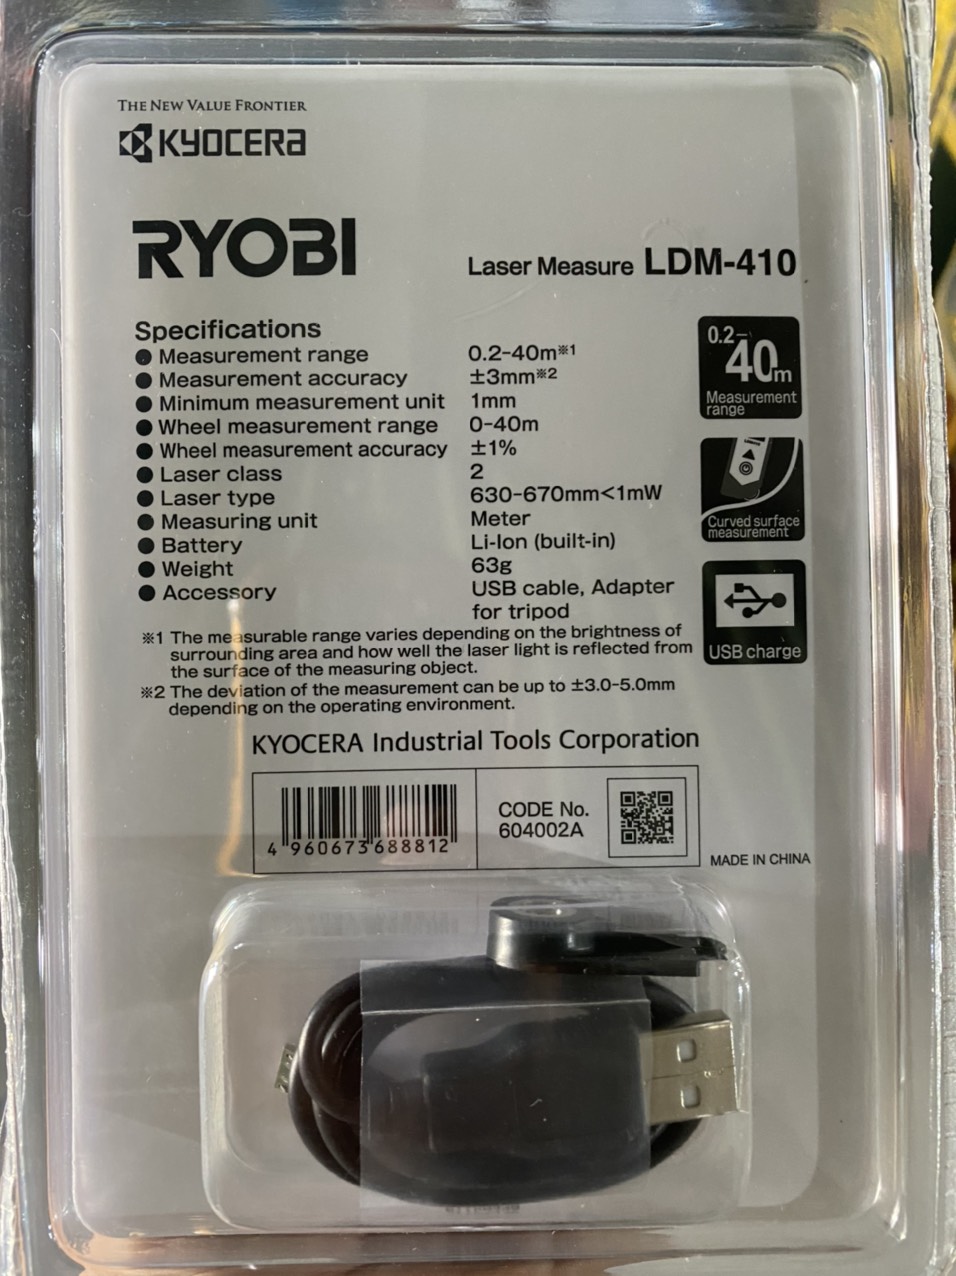 THE NEW VALUE FRONTIER
KYOCERA
RYOBI
Laser Measure LDM-410
Specifications
● Measurement range 0.2-40m※1
● Measurement accuracy ±3mm※2
● Minimum measurement unit 1mm
● Wheel measurement range 0-40m
● Wheel measurement accuracy ±1%
● Laser class 2
● Laser type 630-670mm<1mW
● Measuring unit Meter
● Battery Li-Ion (built-in)
● Weight 63g
● Accessory USB cable, Adapter
for tripod
0.2-
40m
Measurement
range
Curved surface
measurement
USB charge
※1 The measurable range varies depending on the brightness of
surrounding area and how well the laser light is reflected from
the surface of the measuring object.
※2 The deviation of the measurement can be up to ±3.0-5.0mm
depending on the operating environment.
KYOCERA Industrial Tools Corporation
4 960673 688812
CODE No.
604002A
MADE IN CHINA